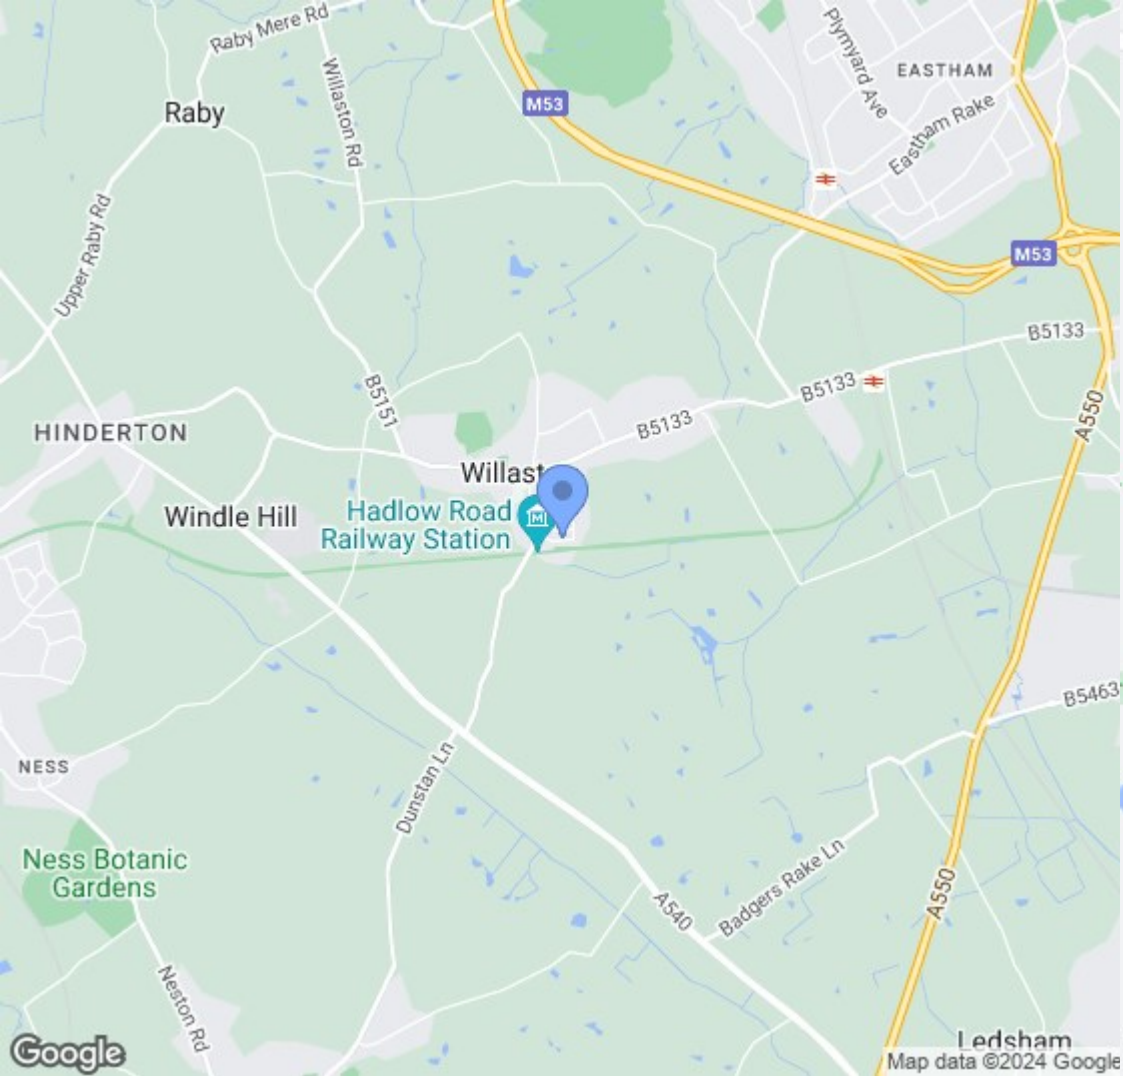 Raby Mere Rd
Plymyard Ave
EASTHAM
Willaston Rd
M53
Raby
Eastham Rake
Upper Raby Rd
M53
B5133
B5151
B5133
A550
B5133
HINDERTON
Willast
Windle Hill
Hadlow Road
Railway Station
B5463
NESS
Dunstan Ln
Ness Botanic
Gardens
Badgers Rake Ln
A550
A540
Neston Rd
Ledsham
Google
Map data ©2024 Google